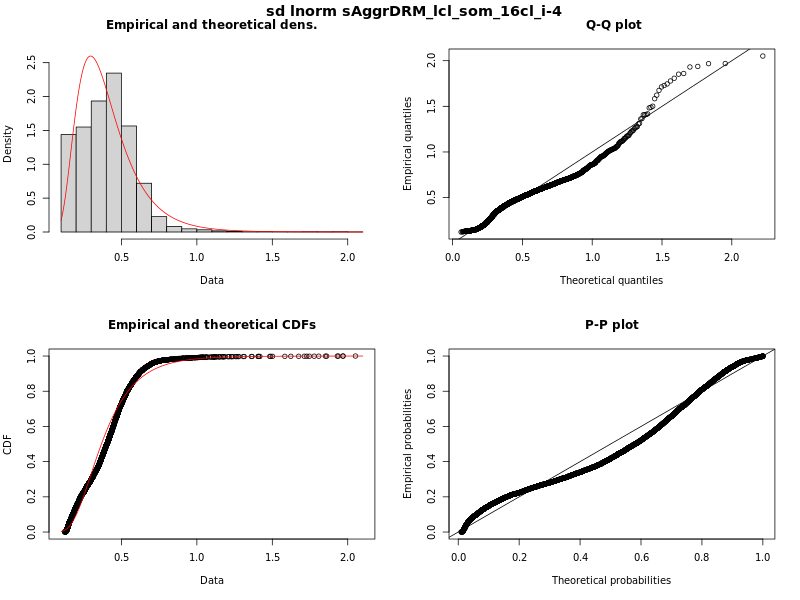 sd lnorm sAggrDRM_lcl_som_16cl_i-4
Empirical and theoretical dens.
Density
0.0 0.5 1.0 1.5 2.0 2.5
0.5 1.0 1.5 2.0
Data
Q-Q plot
Empirical quantiles
0.5 1.0 1.5 2.0
0.0 0.5 1.0 1.5 2.0
Theoretical quantiles
Empirical and theoretical CDFs
CDF
0.0 0.2 0.4 0.6 0.8 1.0
0.5 1.0 1.5 2.0
Data
P-P plot
Empirical probabilities
0.0 0.2 0.4 0.6 0.8 1.0
0.0 0.2 0.4 0.6 0.8 1.0
Theoretical probabilities